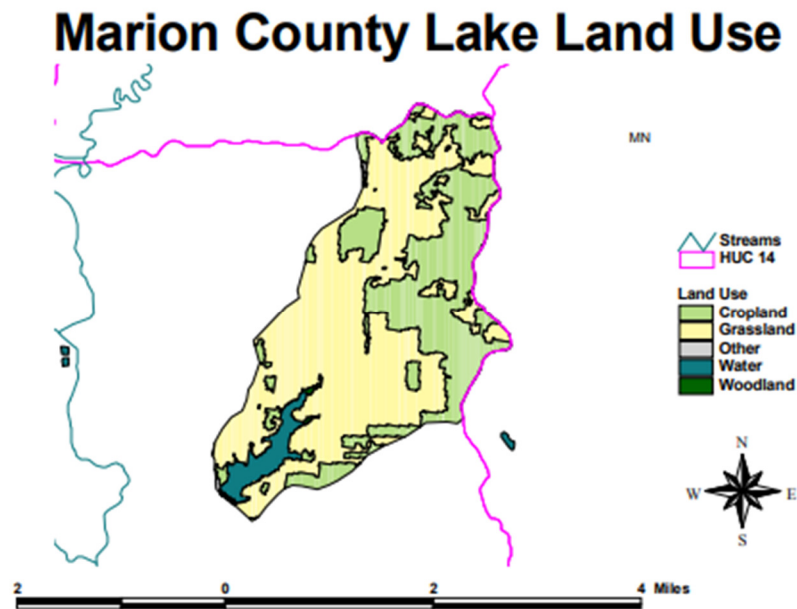 Marion County Lake Land Use
MN
Streams
HUC 14
Land Use
Cropland
Grassland
Other
Water
Woodland
N
W E
S
2 0 2 4 Miles